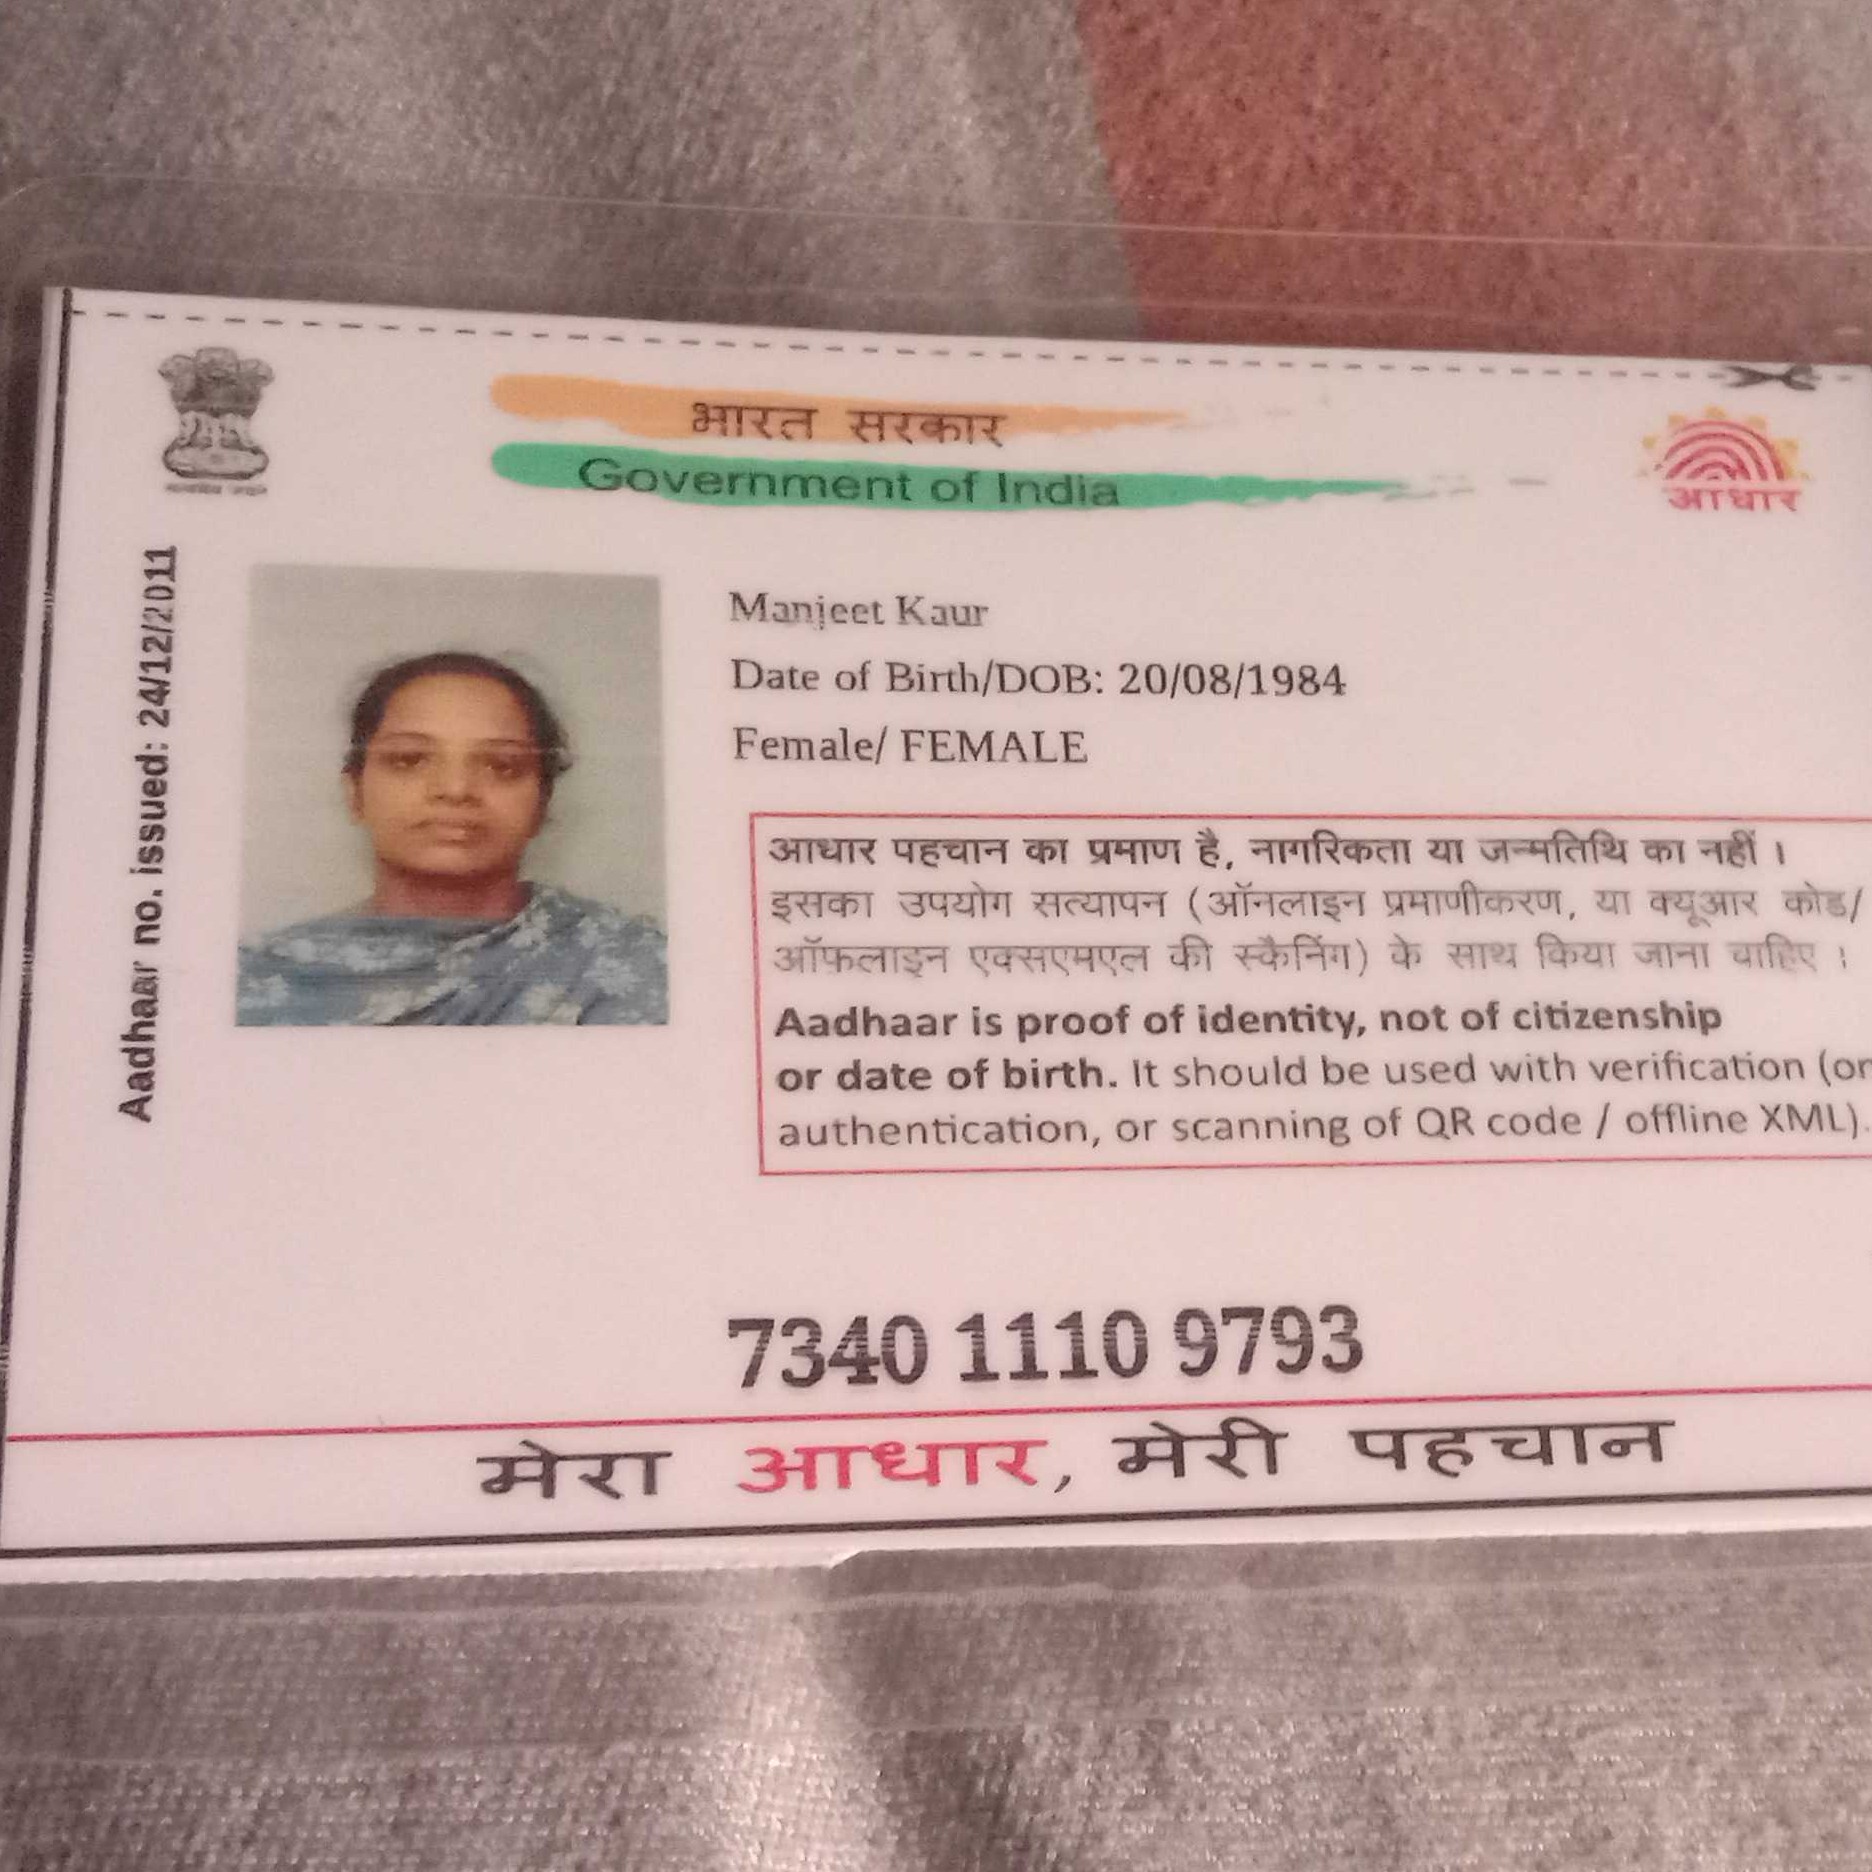 भारत सरकार
Government of India
आधार
Aadhaar no. issued: 24/12/2011
Manjeet Kaur
Date of Birth/DOB: 20/08/1984
Female/ FEMALE
आधार पहचान का प्रमाण है, नागरिकता या जन्मतिथि का नहीं ।
इसका उपयोग सत्यापन (ऑनलाइन प्रमाणीकरण, या क्यूआर कोड/
ऑफ़लाइन एक्सएमएल की स्कैनिंग) के साथ किया जाना चाहिए ।
Aadhaar is proof of identity, not of citizenship
or date of birth. It should be used with verification (on
authentication, or scanning of QR code / offline XML).
7340 1110 9793
मेरा आधार, मेरी पहचान